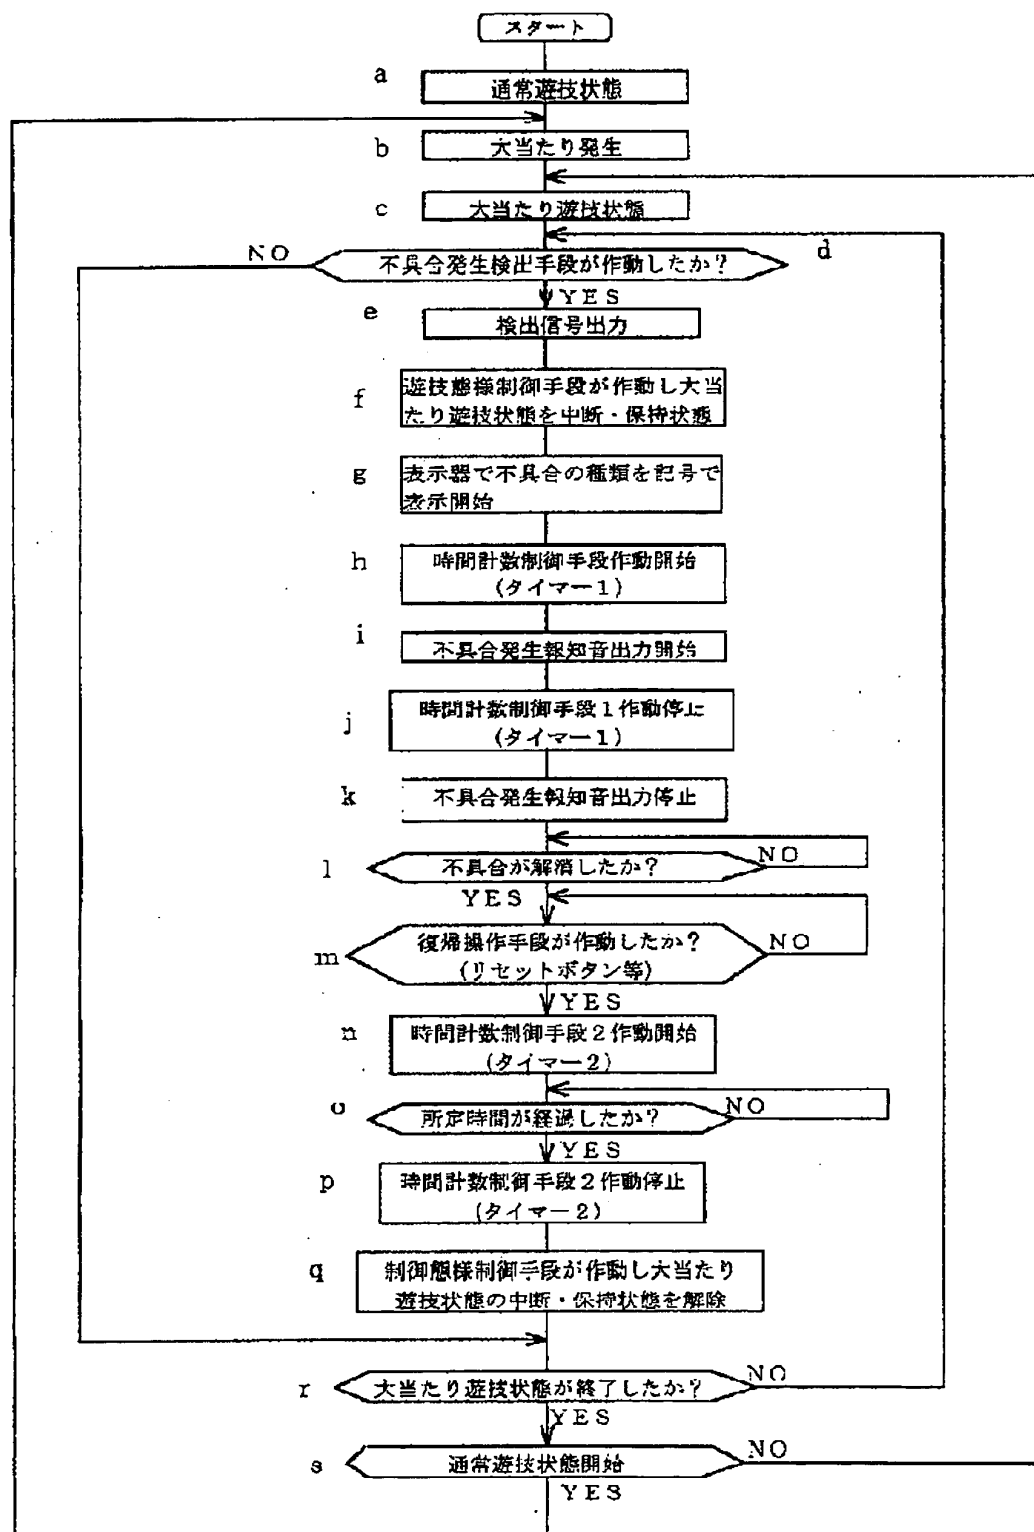 スタート
a
通常遊技状態
b
大当たり発生
c
大当たり遊技状態
d
NO
不具合発生検出手段が作動したか?
YES
e
検出信号出力
f
遊技態様制御手段が作動し大当
たり遊技状態を中断・保持状態
g
表示器で不具合の種類を記号で
表示開始
h
時間計数制御手段作動開始
(タイマー1)
i
不具合発生報知音出力開始
j
時間計数制御手段1作動停止
(タイマー1)
k
不具合発生報知音出力停止
l
不具合が解消したか?
NO
YES
m
復帰操作手段が作動したか?
(リセットボタン等)
NO
YES
n
時間計数制御手段2作動開始
(タイマー2)
o
所定時間が経過したか?
NO
YES
p
時間計数制御手段2作動停止
(タイマー2)
q
制御態様制御手段が作動し大当たり
遊技状態の中断・保持状態を解除
r
大当たり遊技状態が終了したか?
NO
YES
s
通常遊技状態開始
NO
YES